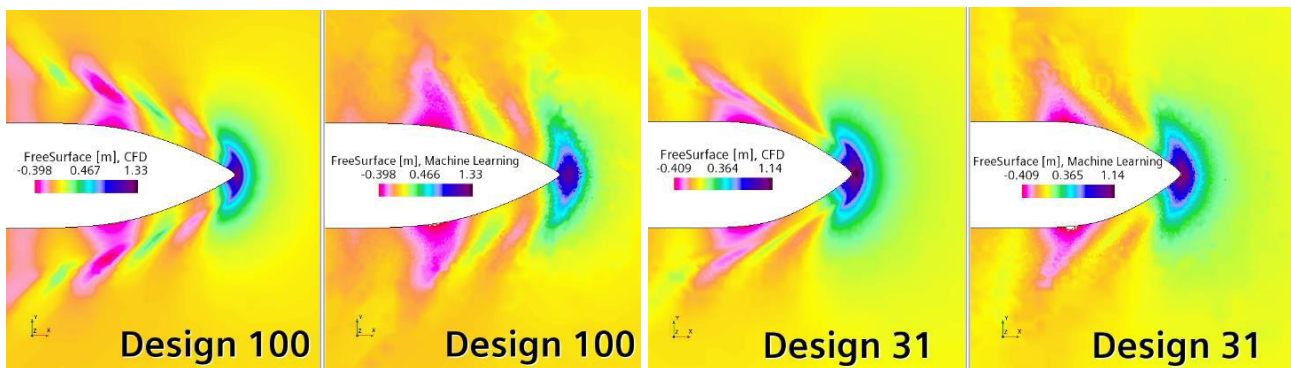 FreeSurface [m], CFD
-0.398 0.467 1.33
Y
Z X
Design 100
FreeSurface [m], Machine Learning
-0.398 0.466 1.33
Y
Z X
Design 100
FreeSurface [m], CFD
-0.409 0.364 1.14
Y
Z X
Design 31
FreeSurface [m], Machine Learning
-0.409 0.365 1.14
Y
Z X
Design 31